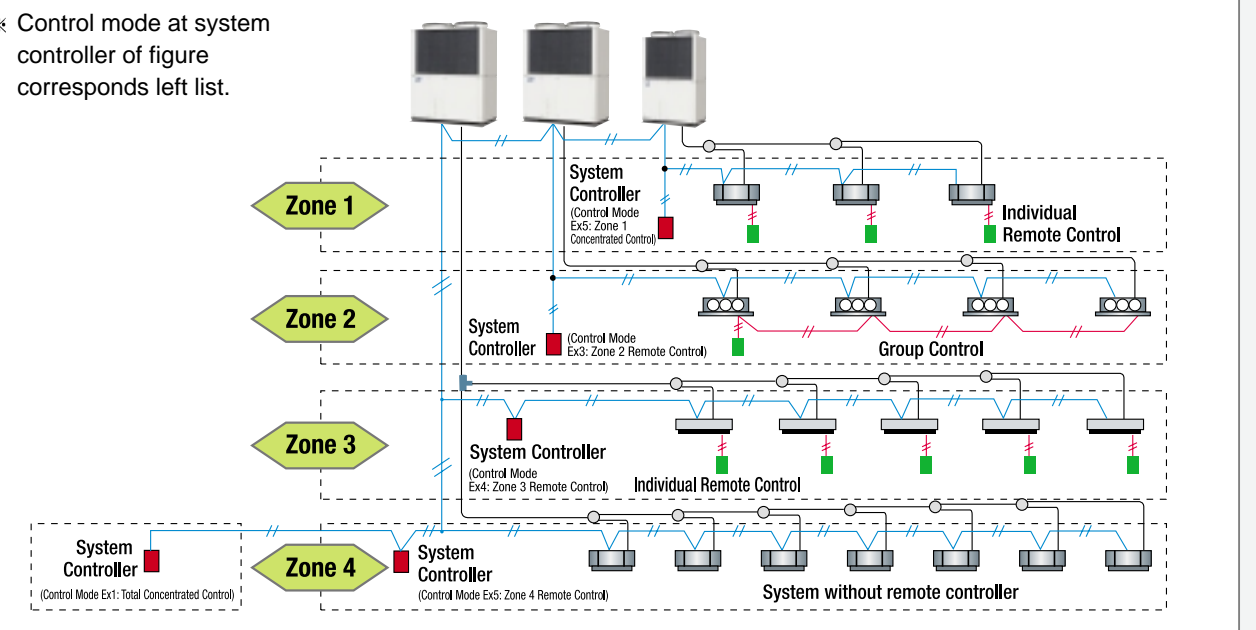 ※ Control mode at system
controller of figure
corresponds left list.
Zone 1
System
Controller
(Control Mode
Ex5: Zone 1
Concentrated Control)
Individual
Remote Control
Zone 2
System
Controller
(Control Mode
Ex3: Zone 2 Remote Control)
Group Control
Zone 3
System Controller
(Control Mode
Ex4: Zone 3 Remote Control)
Individual Remote Control
System
Controller
(Control Mode Ex1: Total Concentrated Control)
Zone 4
System
Controller
(Control Mode Ex5: Zone 4 Remote Control)
System without remote controller